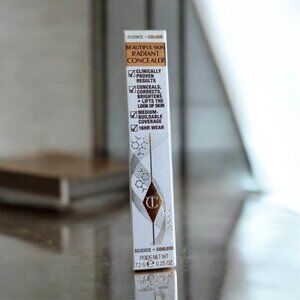 SCIENCE + COLOUR
BEAUTIFUL SKIN
RADIANT
CONCEALER
CLINICALLY
PROVEN
RESULTS
CONCEALS,
CORRECTS,
BRIGHTENS
+ LIFTS THE
LOOK OF SKIN
MEDIUM-
BUILDABLE
COVERAGE
16HR WEAR
CT
SCIENCE + COULEUR
POIDS NET WT
7.2 G e 0.25 OZ